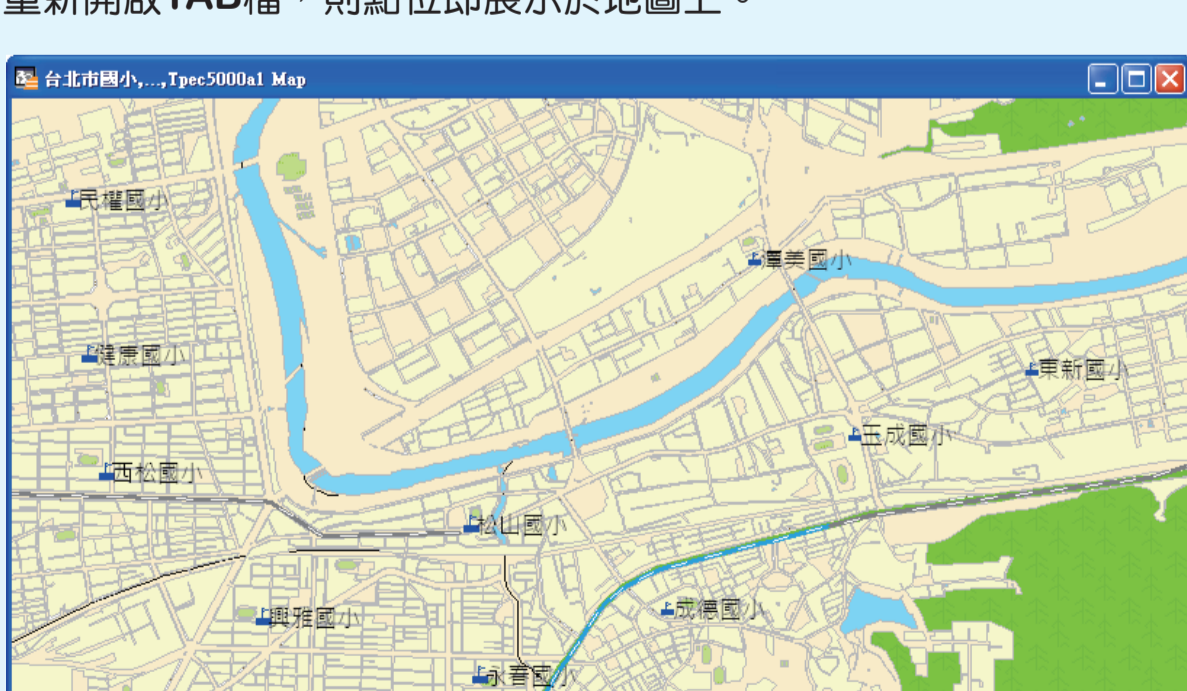 重新開啟TAB檔，則點位即展示於地圖上。
台北市國小,...,Tpec5000a1 Map
民權國小
潭美國小
健康國小
東新國小
玉成國小
西松國小
松山國小
成德國小
興雅國小
永春國小